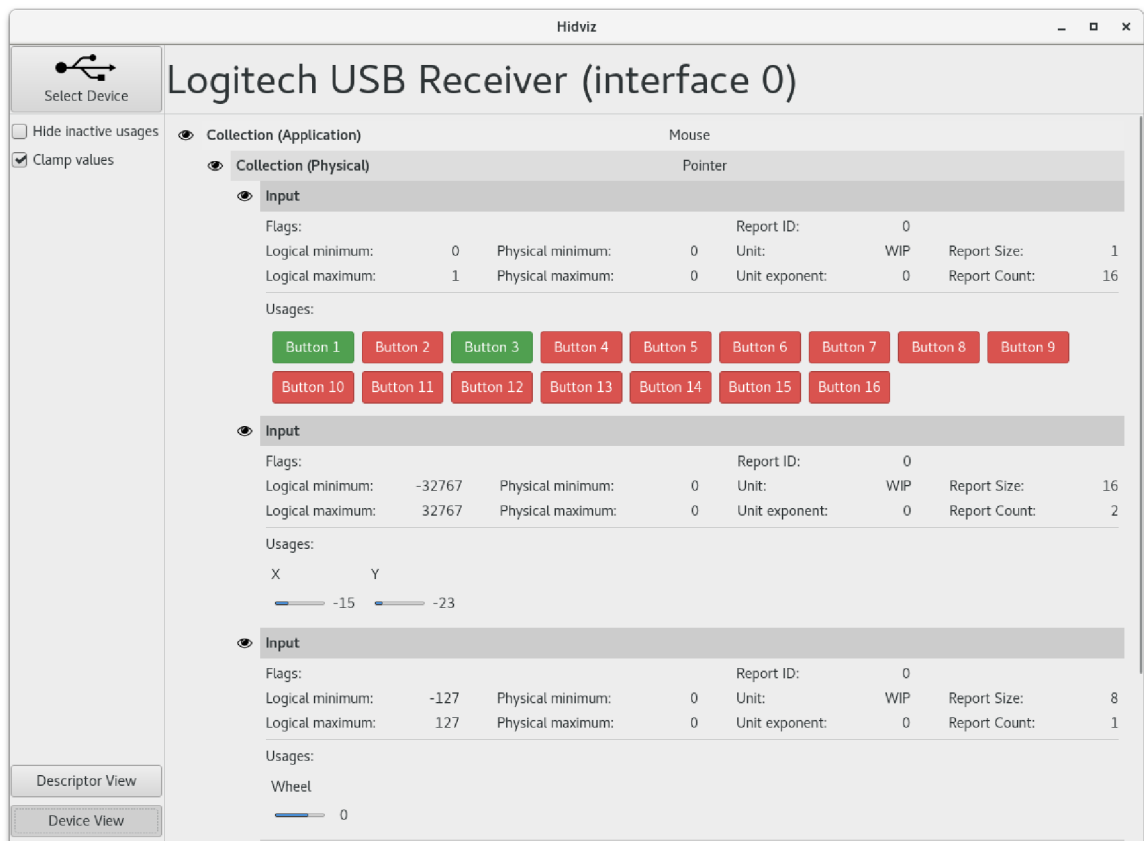 Hidviz
Select Device
Logitech USB Receiver (interface 0)
Hide inactive usages
Clamp values
Collection (Application) Mouse
Collection (Physical) Pointer
Input
Flags: Report ID: 0
Logical minimum: 0 Physical minimum: 0 Unit: WIP Report Size: 1
Logical maximum: 1 Physical maximum: 0 Unit exponent: 0 Report Count: 16
Usages:
Button 1 Button 2 Button 3 Button 4 Button 5 Button 6 Button 7 Button 8 Button 9
Button 10 Button 11 Button 12 Button 13 Button 14 Button 15 Button 16
Input
Flags: Report ID: 0
Logical minimum: -32767 Physical minimum: 0 Unit: WIP Report Size: 16
Logical maximum: 32767 Physical maximum: 0 Unit exponent: 0 Report Count: 2
Usages:
X Y
-15 -23
Input
Flags: Report ID: 0
Logical minimum: -127 Physical minimum: 0 Unit: WIP Report Size: 8
Logical maximum: 127 Physical maximum: 0 Unit exponent: 0 Report Count: 1
Usages:
Wheel
0
Descriptor View
Device View